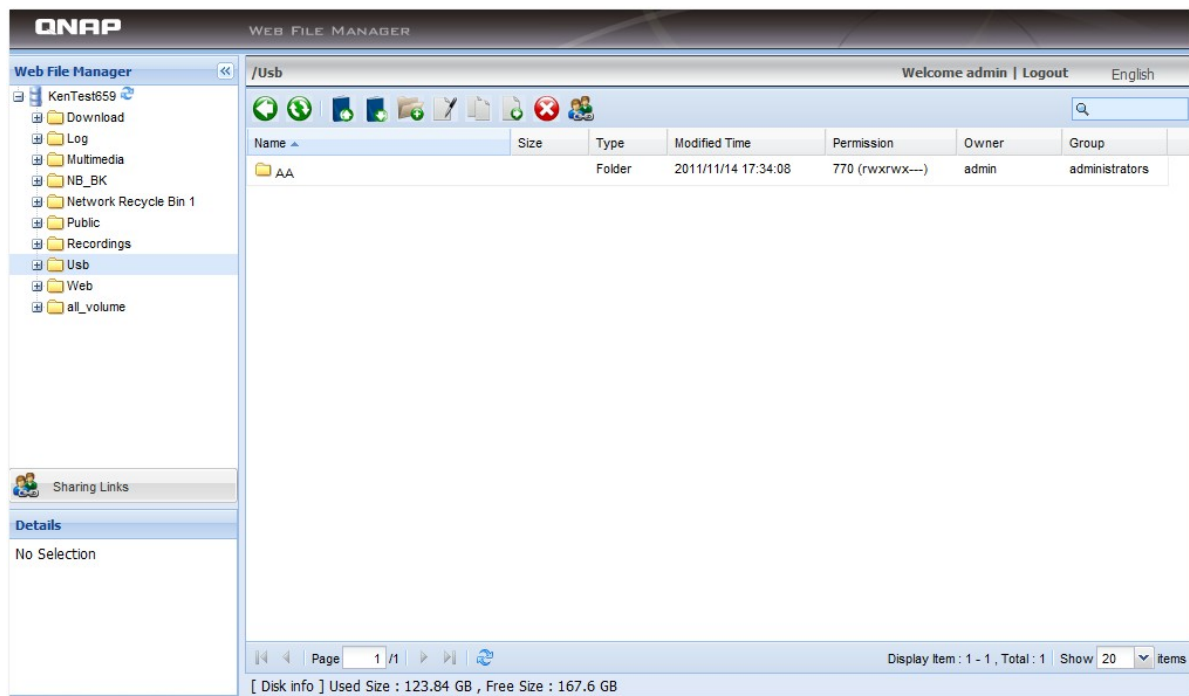 QNAP WEB FILE MANAGER
Web File Manager
KenTest659
Download
Log
Multimedia
NB_BK
Network Recycle Bin 1
Public
Recordings
Usb
Web
all_volume
Sharing Links
Details
No Selection
/Usb Welcome admin | Logout English
Name Size Type Modified Time Permission Owner Group
AA Folder 2011/11/14 17:34:08 770 (rwxrwx---) admin administrators
Page 1 /1 Display Item : 1 - 1 , Total : 1 Show 20 items
[ Disk info ] Used Size : 123.84 GB , Free Size : 167.6 GB